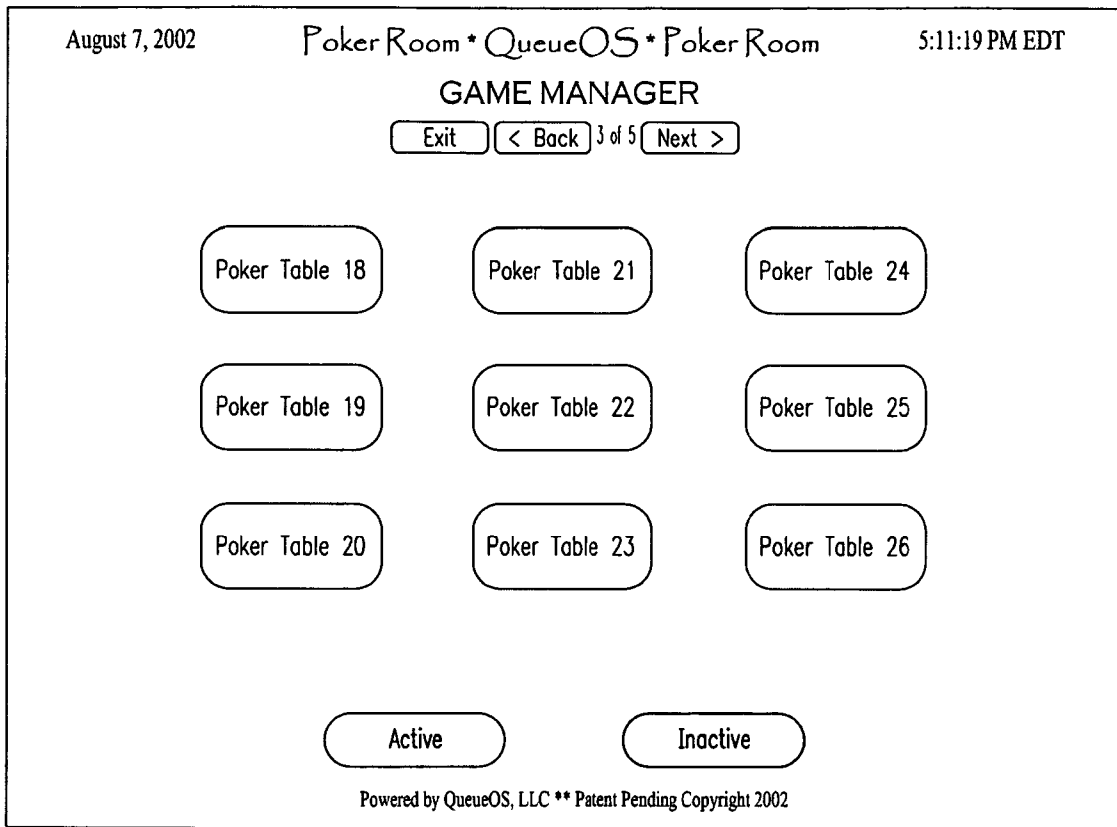 August 7, 2002 Poker Room * QueueOS * Poker Room 5:11:19 PM EDT
GAME MANAGER
Exit < Back 3 of 5 Next >
Poker Table 18 Poker Table 21 Poker Table 24
Poker Table 19 Poker Table 22 Poker Table 25
Poker Table 20 Poker Table 23 Poker Table 26
Active Inactive
Powered by QueueOS, LLC ** Patent Pending Copyright 2002